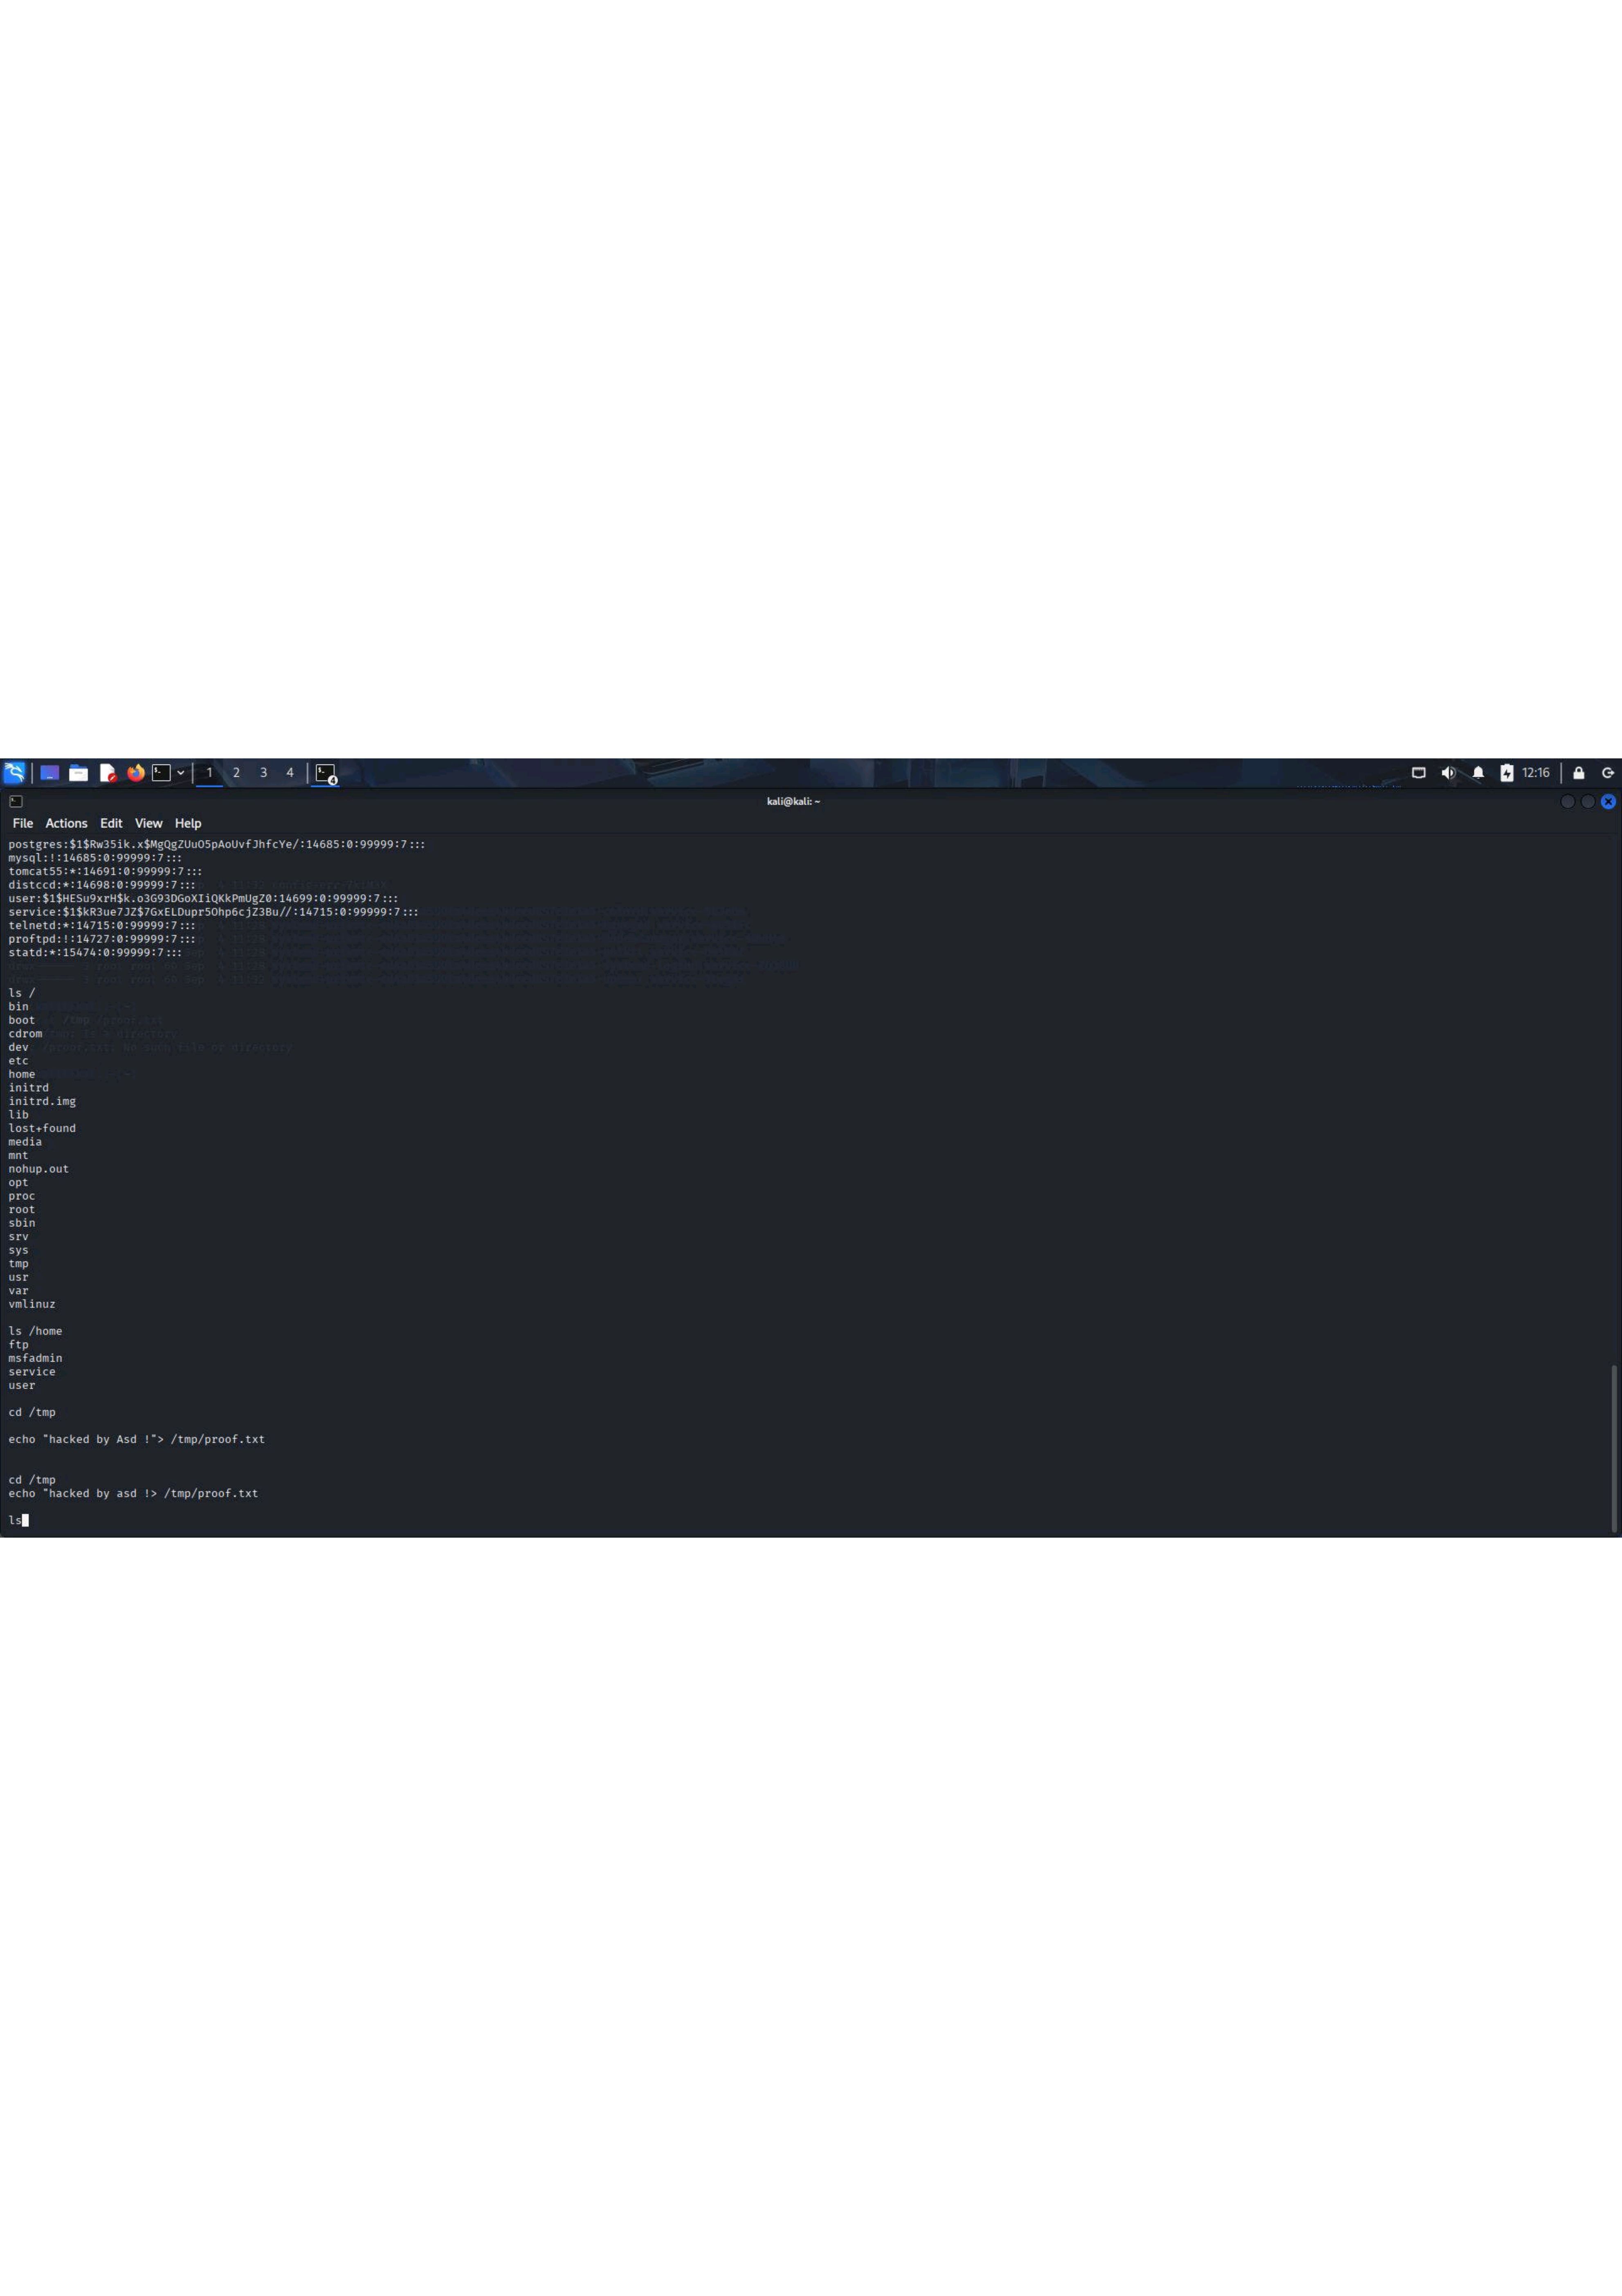 1 2 3 4 4 12:16
kali@kali: ~
File Actions Edit View Help
postgres:$1$Rw35ik.x$MgQgZUuO5pAoUvfJhfcYe/:14685:0:99999:7:::
mysql:!:14685:0:99999:7:::
tomcat55:*:14691:0:99999:7:::
distccd:*:14698:0:99999:7:::
user:$1$HESu9xrH$k.o3G93DGoXIiQKkPmUgZ0:14699:0:99999:7:::
service:$1$kR3ue7JZ$7GxELDupr5Ohp6cjZ3Bu//:14715:0:99999:7:::
telnetd:*:14715:0:99999:7:::
proftpd:!:14727:0:99999:7:::
statd:*:15474:0:99999:7:::
ls /
bin
boot
cdrom
dev
etc
home
initrd
initrd.img
lib
lost+found
media
mnt
nohup.out
opt
proc
root
sbin
srv
sys
tmp
usr
var
vmlinuz
ls /home
ftp
msfadmin
service
user
cd /tmp
echo "hacked by Asd !"> /tmp/proof.txt
cd /tmp
echo "hacked by asd !> /tmp/proof.txt
ls